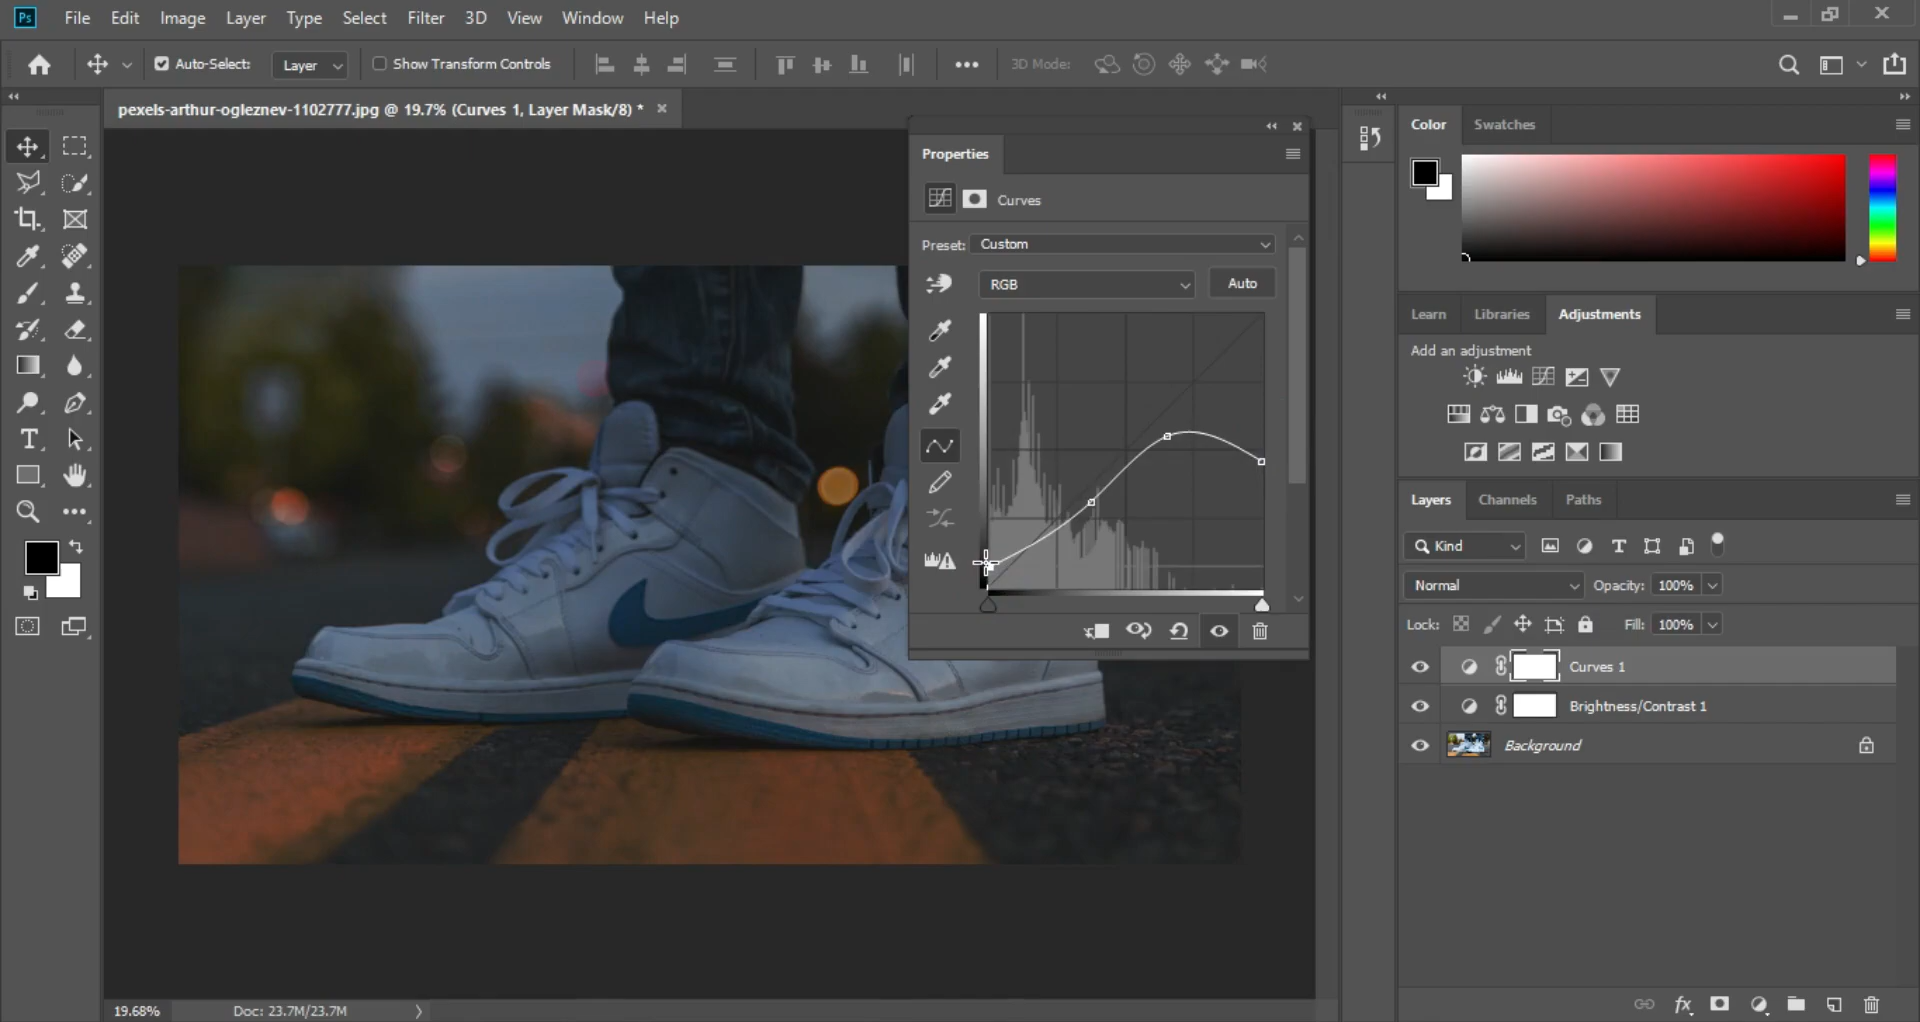 Ps File Edit Image Layer Type Select Filter 3D View Window Help
Auto-Select: Layer Show Transform Controls 3D Mode:
pexels-arthur-ogleznev-1102777.jpg @ 19.7% (Curves 1, Layer Mask/8) *
Properties
Curves
Preset: Custom
RGB Auto
Color Swatches
Learn Libraries Adjustments
Add an adjustment
Layers Channels Paths
Kind
Normal Opacity: 100%
Lock: Fill: 100%
Curves 1
Brightness/Contrast 1
Background
19.68% Doc: 23.7M/23.7M